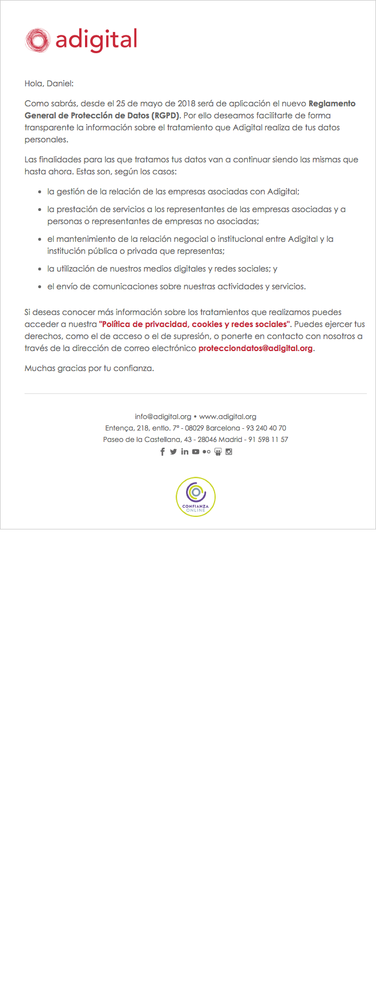 adigital
Hola, Daniel:
Como sabrás, desde el 25 de mayo de 2018 será de aplicación el nuevo Reglamento
General de Protección de Datos (RGPD). Por ello deseamos facilitarte de forma
transparente la información sobre el tratamiento que Adigital realiza de tus datos
personales.
Las finalidades para las que tratamos tus datos van a continuar siendo las mismas que
hasta ahora. Estas son, según los casos:
• la gestión de la relación de las empresas asociadas con Adigital;
• la prestación de servicios a los representantes de las empresas asociadas y a
personas o representantes de empresas no asociadas;
• el mantenimiento de la relación negocial o institucional entre Adigital y la
institución pública o privada que representas;
• la utilización de nuestros medios digitales y redes sociales; y
• el envío de comunicaciones sobre nuestras actividades y servicios.
Si deseas conocer más información sobre los tratamientos que realizamos puedes
acceder a nuestra "Política de privacidad, cookies y redes sociales". Puedes ejercer tus
derechos, como el de acceso o el de supresión, o ponerte en contacto con nosotros a
través de la dirección de correo electrónico protecciondatos@adigital.org.
Muchas gracias por tu confianza.
info@adigital.org • www.adigital.org
Entença, 218, entlo. 7ª - 08029 Barcelona - 93 240 40 70
Paseo de la Castellana, 43 - 28046 Madrid - 91 598 11 57
CONFIANZA
ONLINE